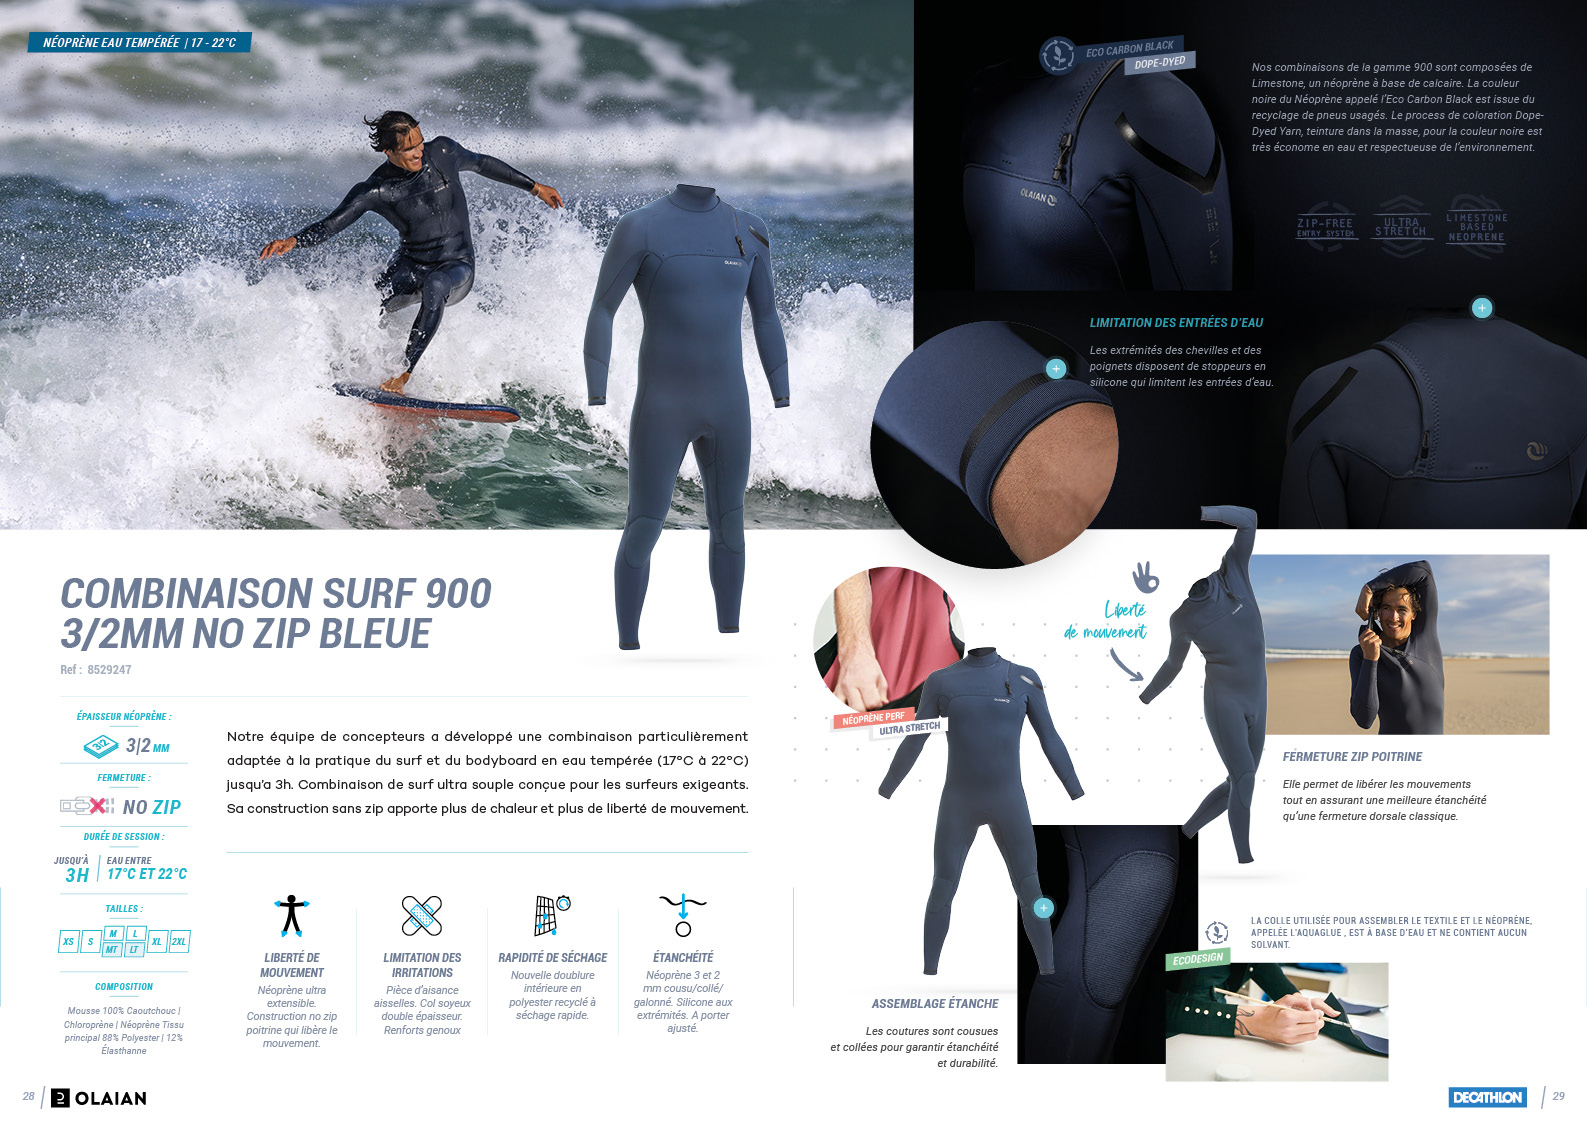 NÉOPRÈNE EAU TEMPÉRÉE | 17 - 22°C
OLAIAN
COMBINAISON SURF 900
3/2MM NO ZIP BLEUE
Ref : 8529247
ÉPAISSEUR NÉOPRÈNE :
3/2
3|2 MM
FERMETURE :
NO ZIP
DURÉE DE SESSION :
JUSQU'À
3H
EAU ENTRE
17°C ET 22°C
TAILLES :
XS S M L XL 2XL
MT LT
COMPOSITION
Mousse 100% Caoutchouc |
Chloroprène | Néoprène Tissu
principal 88% Polyester | 12%
Élasthanne
Notre équipe de concepteurs a développé une combinaison particulièrement
adaptée à la pratique du surf et du bodyboard en eau tempérée (17°C à 22°C)
jusqu'a 3h. Combinaison de surf ultra souple conçue pour les surfeurs exigeants.
Sa construction sans zip apporte plus de chaleur et plus de liberté de mouvement.
LIBERTÉ DE
MOUVEMENT
Néoprène ultra
extensible.
Construction no zip
poitrine qui libère le
mouvement.
LIMITATION DES
IRRITATIONS
Pièce d'aisance
aisselles. Col soyeux
double épaisseur.
Renforts genoux
RAPIDITÉ DE SÉCHAGE
Nouvelle doublure
intérieure en
polyester recyclé à
séchage rapide.
ÉTANCHÉITÉ
Néoprène 3 et 2
mm cousu/collé/
galonné. Silicone aux
extrémités. A porter
ajusté.
28
OLAIAN
ECO CARBON BLACK
DOPE-DYED
OLAIAN
Nos combinaisons de la gamme 900 sont composées de
Limestone, un néoprène à base de calcaire. La couleur
noire du Néoprène appelé l'Eco Carbon Black est issue du
recyclage de pneus usagés. Le process de coloration Dope-
Dyed Yarn, teinture dans la masse, pour la couleur noire est
très économe en eau et respectueuse de l'environnement.
ZIP-FREE
ENTRY SYSTEM
ULTRA
STRETCH
LIMESTONE
BASED
NEOPRENE
LIMITATION DES ENTRÉES D'EAU
Les extrémités des chevilles et des
poignets disposent de stoppeurs en
silicone qui limitent les entrées d'eau.
NÉOPRÈNE PERF
ULTRA STRETCH
OLAIAN
Liberté
de mouvement
FERMETURE ZIP POITRINE
Elle permet de libérer les mouvements
tout en assurant une meilleure étanchéité
qu'une fermeture dorsale classique.
ASSEMBLAGE ÉTANCHE
Les coutures sont cousues
et collées pour garantir étanchéité
et durabilité.
LA COLLE UTILISÉE POUR ASSEMBLER LE TEXTILE ET LE NÉOPRÈNE,
APPELÉE L'AQUAGLUE , EST À BASE D'EAU ET NE CONTIENT AUCUN
SOLVANT.
ECODESIGN
DECATHLON
29